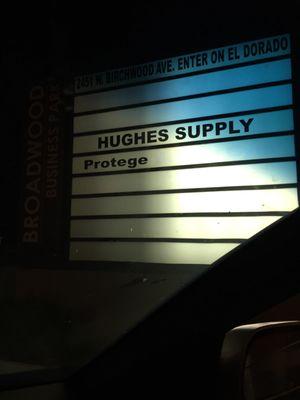 BROADWOOD
BUSINESS PARK
2451 W. BIRCHWOOD AVE. ENTER ON EL DORADO
HUGHES SUPPLY
Protege